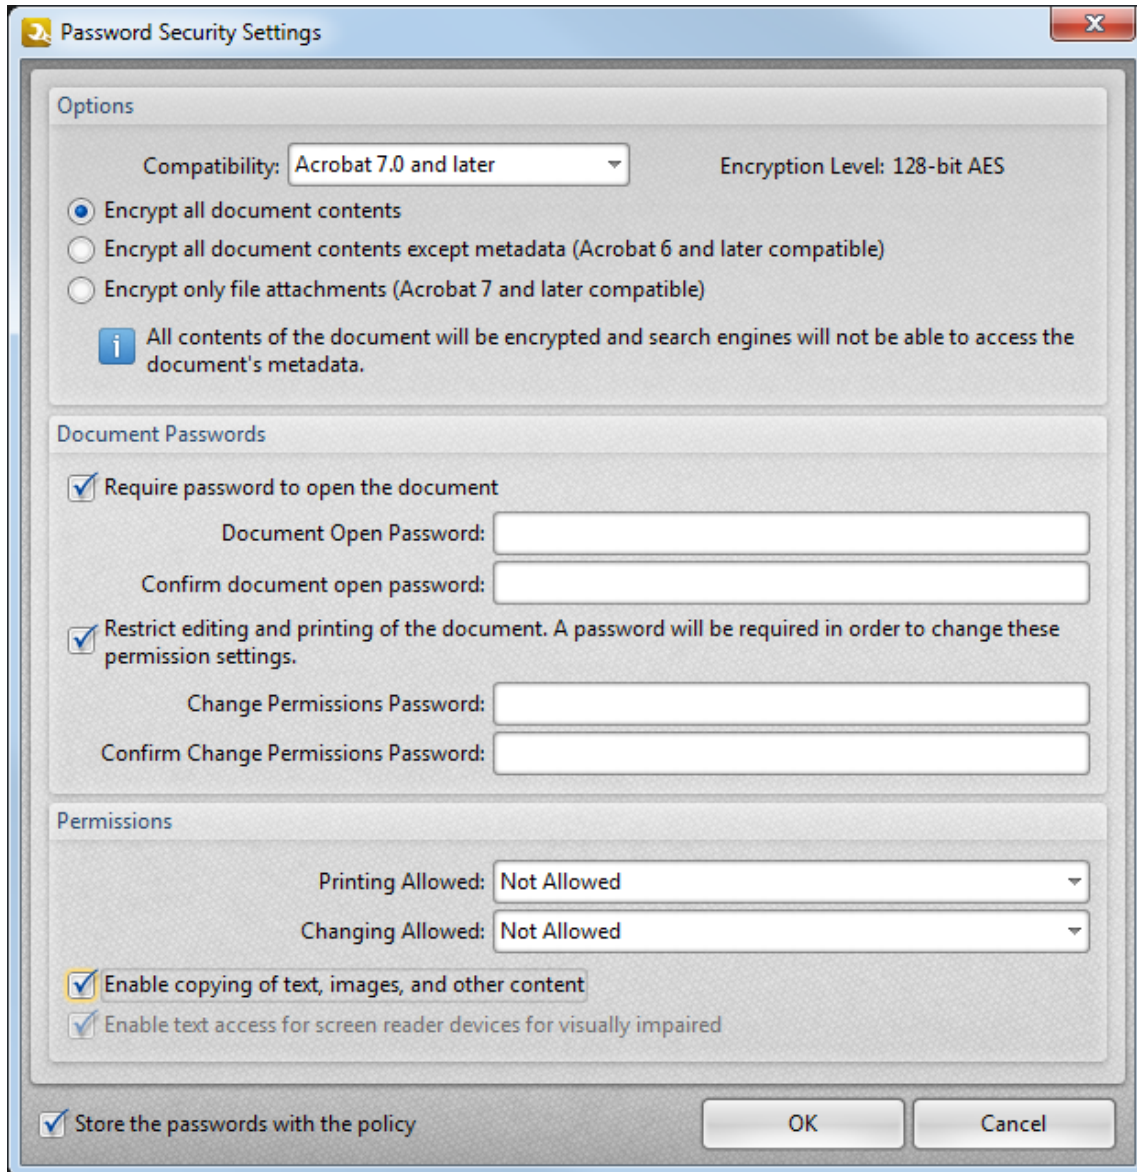 Password Security Settings
Options
Compatibility: Acrobat 7.0 and later Encryption Level: 128-bit AES
Encrypt all document contents
Encrypt all document contents except metadata (Acrobat 6 and later compatible)
Encrypt only file attachments (Acrobat 7 and later compatible)
All contents of the document will be encrypted and search engines will not be able to access the
document's metadata.
Document Passwords
Require password to open the document
Document Open Password:
Confirm document open password:
Restrict editing and printing of the document. A password will be required in order to change these
permission settings.
Change Permissions Password:
Confirm Change Permissions Password:
Permissions
Printing Allowed: Not Allowed
Changing Allowed: Not Allowed
Enable copying of text, images, and other content
Enable text access for screen reader devices for visually impaired
Store the passwords with the policy OK Cancel